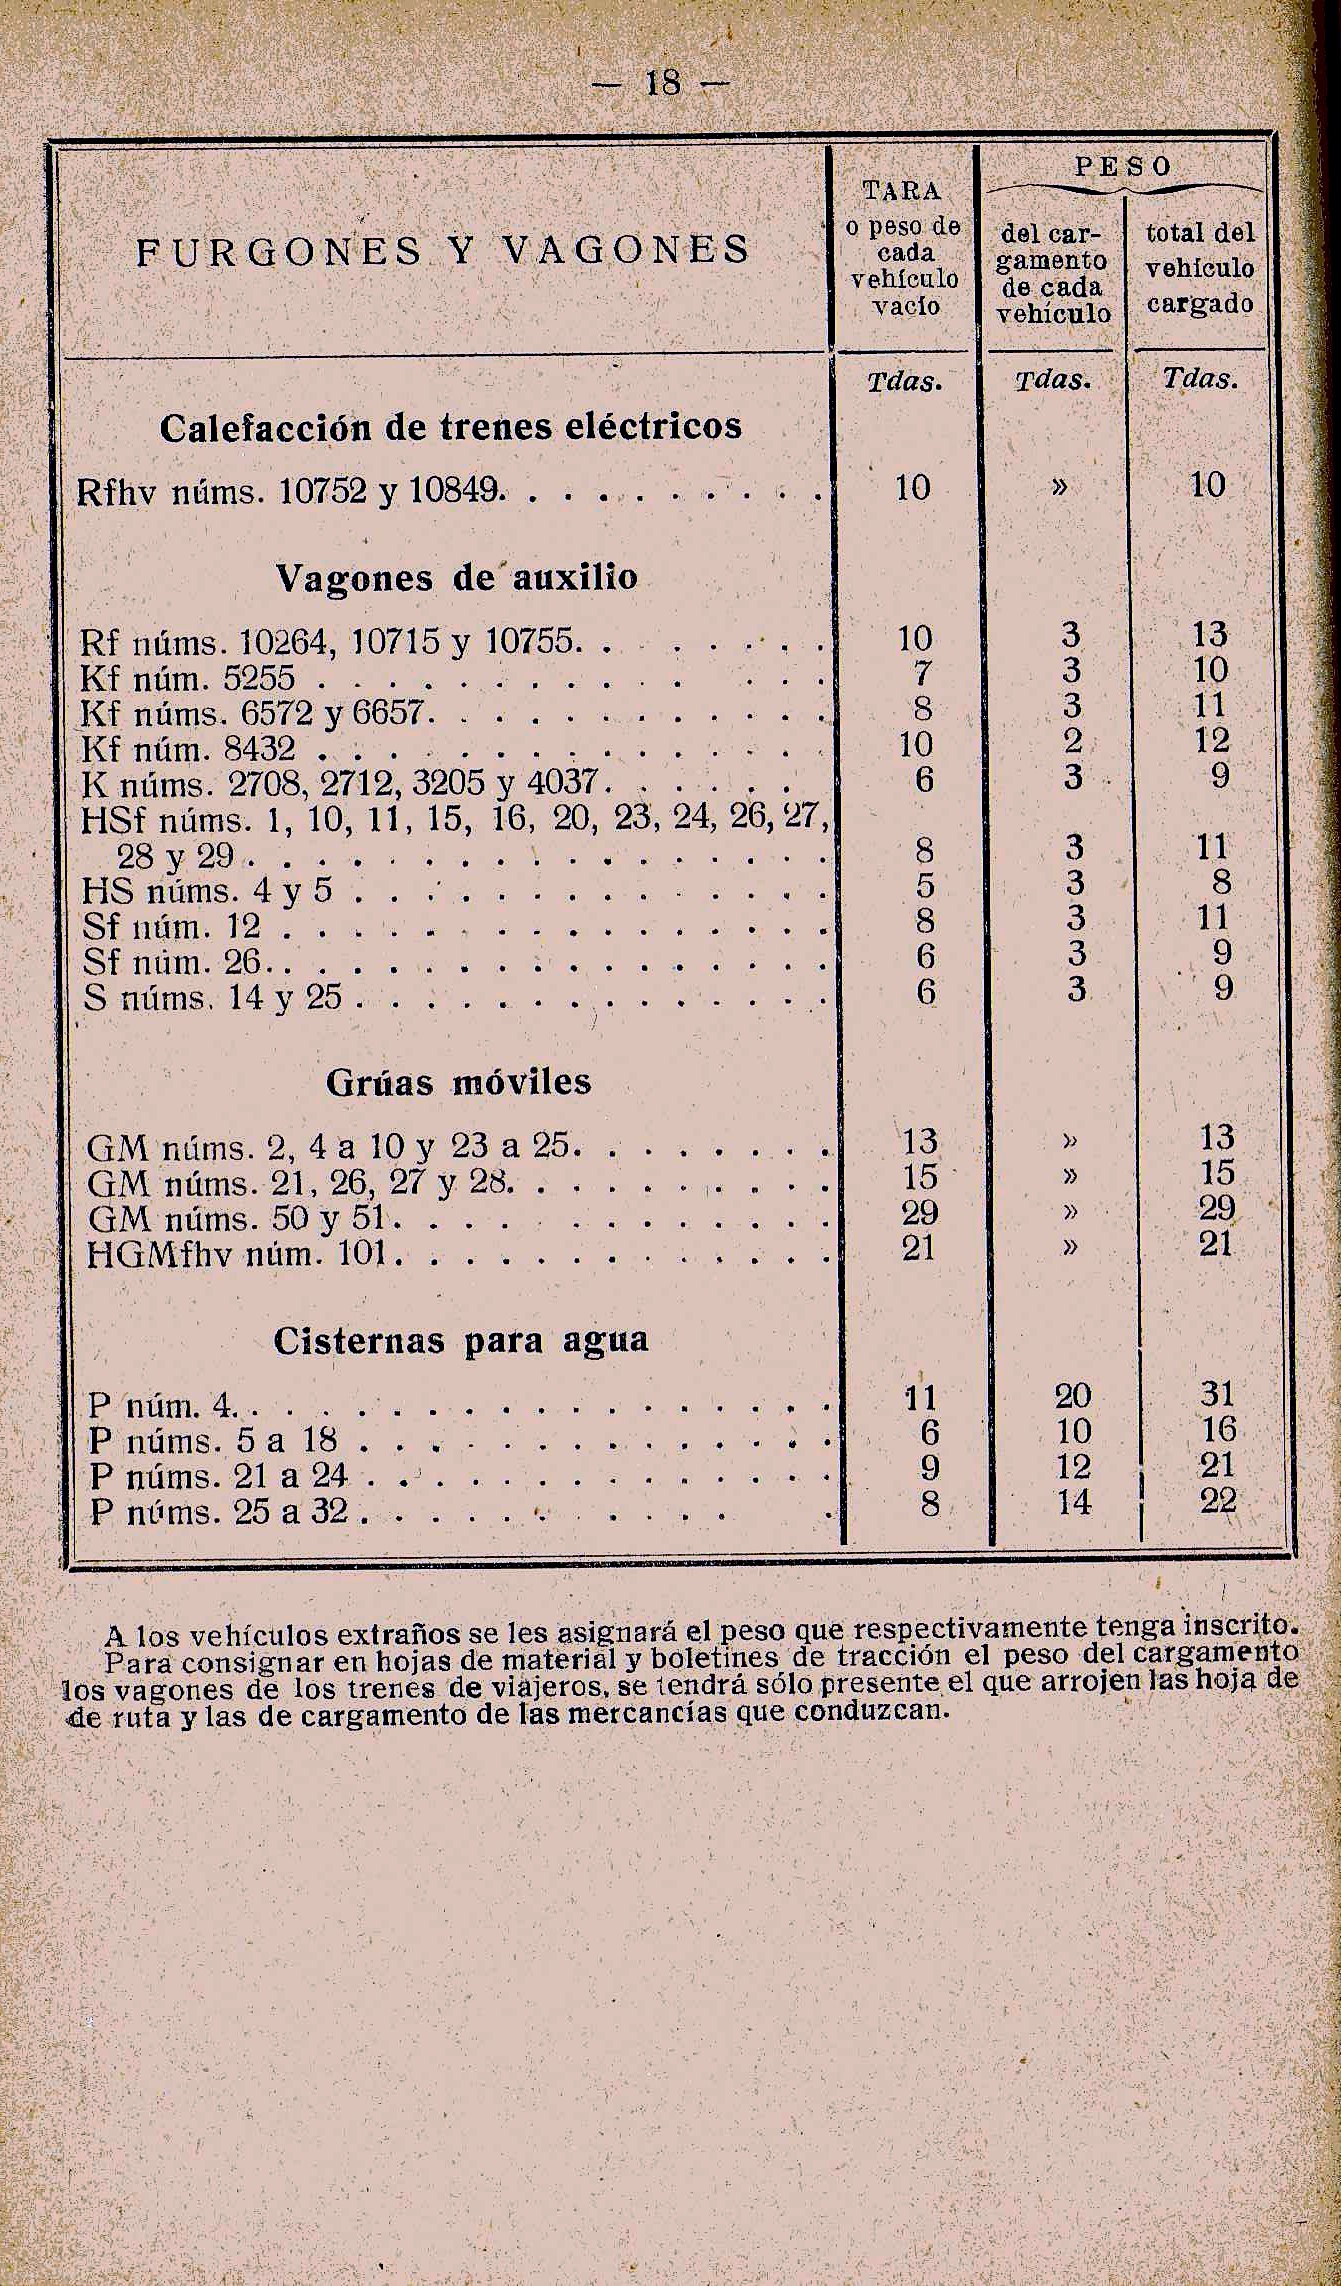 — 18 —
FURGONES Y VAGONES
TARA
o peso de
cada
vehículo
vacío
PESO
del car-
gamento
de cada
vehículo
total del
vehículo
cargado
Tdas. Tdas. Tdas.
Calefacción de trenes eléctricos
Rfhv núms. 10752 y 10849. . . . . . . . . . 10 » 10
Vagones de auxilio
Rf núms. 10264, 10715 y 10755. . . . . . . . 10 3 13
Kf núm. 5255 . . . . . . . . . . . . . . 7 3 10
Kf núms. 6572 y 6657. . . . . . . . . . . . 8 3 11
Kf núm. 8432 . . . . . . . . . . . . . . 10 2 12
K núms. 2708, 2712, 3205 y 4037. . . . . . . 6 3 9
HSf núms. 1, 10, 11, 15, 16, 20, 23, 24, 26, 27,
28 y 29 . . . . . . . . . . . . . . . . . 8 3 11
HS núms. 4 y 5 . . . . . . . . . . . . . . 5 3 8
Sf núm. 12 . . . . . . . . . . . . . . . . 8 3 11
Sf núm. 26. . . . . . . . . . . . . . . . . 6 3 9
S núms. 14 y 25 . . . . . . . . . . . . . . 6 3 9
Grúas móviles
GM núms. 2, 4 a 10 y 23 a 25. . . . . . . . 13 » 13
GM núms. 21, 26, 27 y 28. . . . . . . . . . 15 » 15
GM núms. 50 y 51. . . . . . . . . . . . . 29 » 29
HGMfhv núm. 101. . . . . . . . . . . . . 21 » 21
Cisternas para agua
P núm. 4. . . . . . . . . . . . . . . . . . 11 20 31
P núms. 5 a 18 . . . . . . . . . . . . . . 6 10 16
P núms. 21 a 24 . . . . . . . . . . . . . . 9 12 21
P núms. 25 a 32 . . . . . . . . . . . . 8 14 22
A los vehículos extraños se les asignará el peso que respectivamente tenga inscrito.
Para consignar en hojas de material y boletines de tracción el peso del cargamento
los vagones de los trenes de viajeros, se tendrá sólo presente el que arrojen las hoja de
de ruta y las de cargamento de las mercancías que conduzcan.